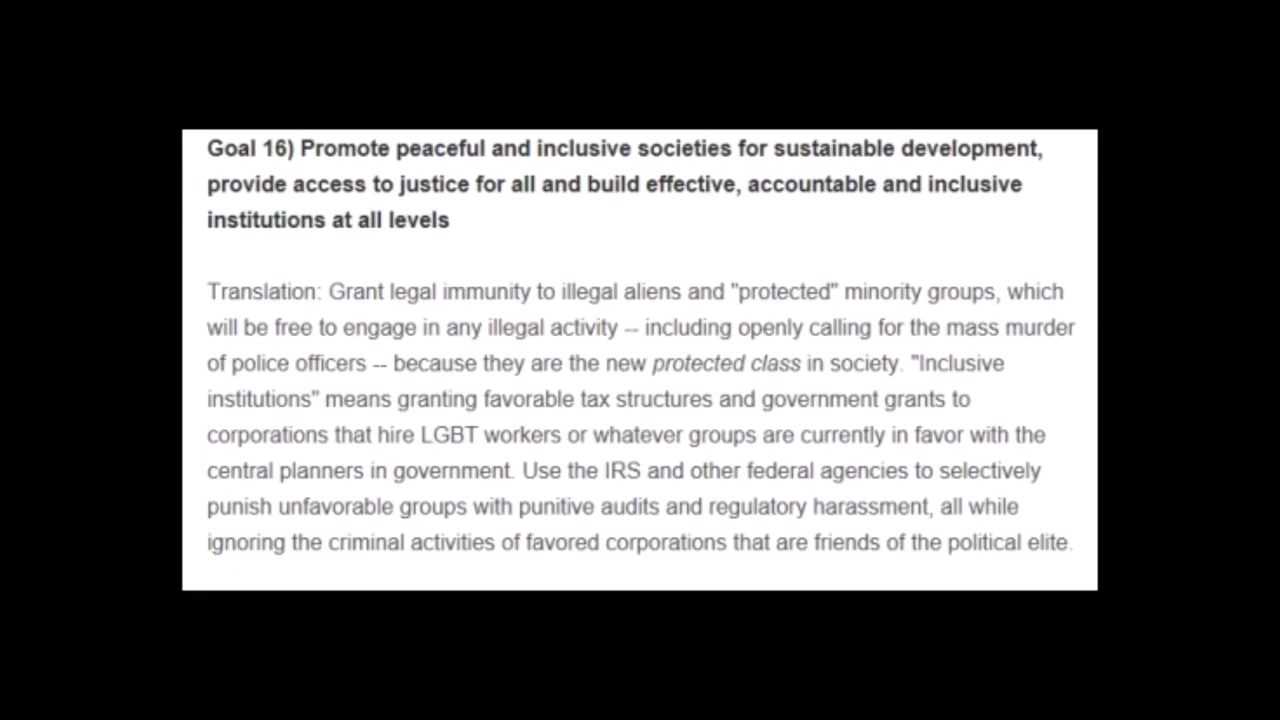 Goal 16) Promote peaceful and inclusive societies for sustainable development,
provide access to justice for all and build effective, accountable and inclusive
institutions at all levels
Translation: Grant legal immunity to illegal aliens and "protected" minority groups, which
will be free to engage in any illegal activity -- including openly calling for the mass murder
of police officers -- because they are the new protected class in society. "Inclusive
institutions" means granting favorable tax structures and government grants to
corporations that hire LGBT workers or whatever groups are currently in favor with the
central planners in government. Use the IRS and other federal agencies to selectively
punish unfavorable groups with punitive audits and regulatory harassment, all while
ignoring the criminal activities of favored corporations that are friends of the political elite.